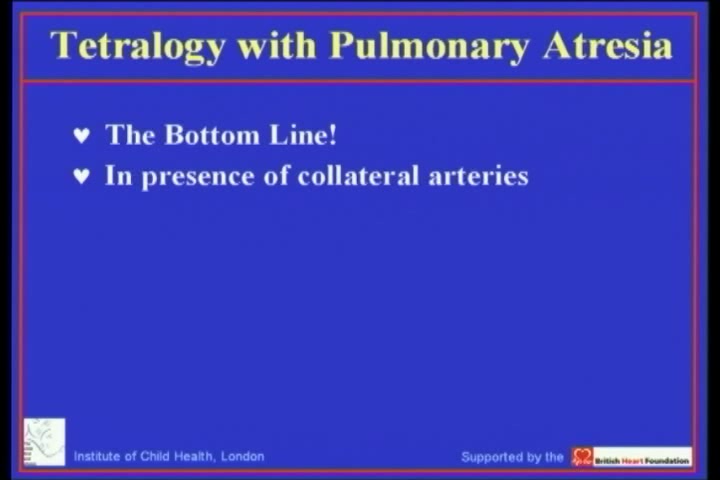 Tetralogy with Pulmonary Atresia
The Bottom Line!
In presence of collateral arteries
Institute of Child Health, London
Supported by the
British Heart Foundation